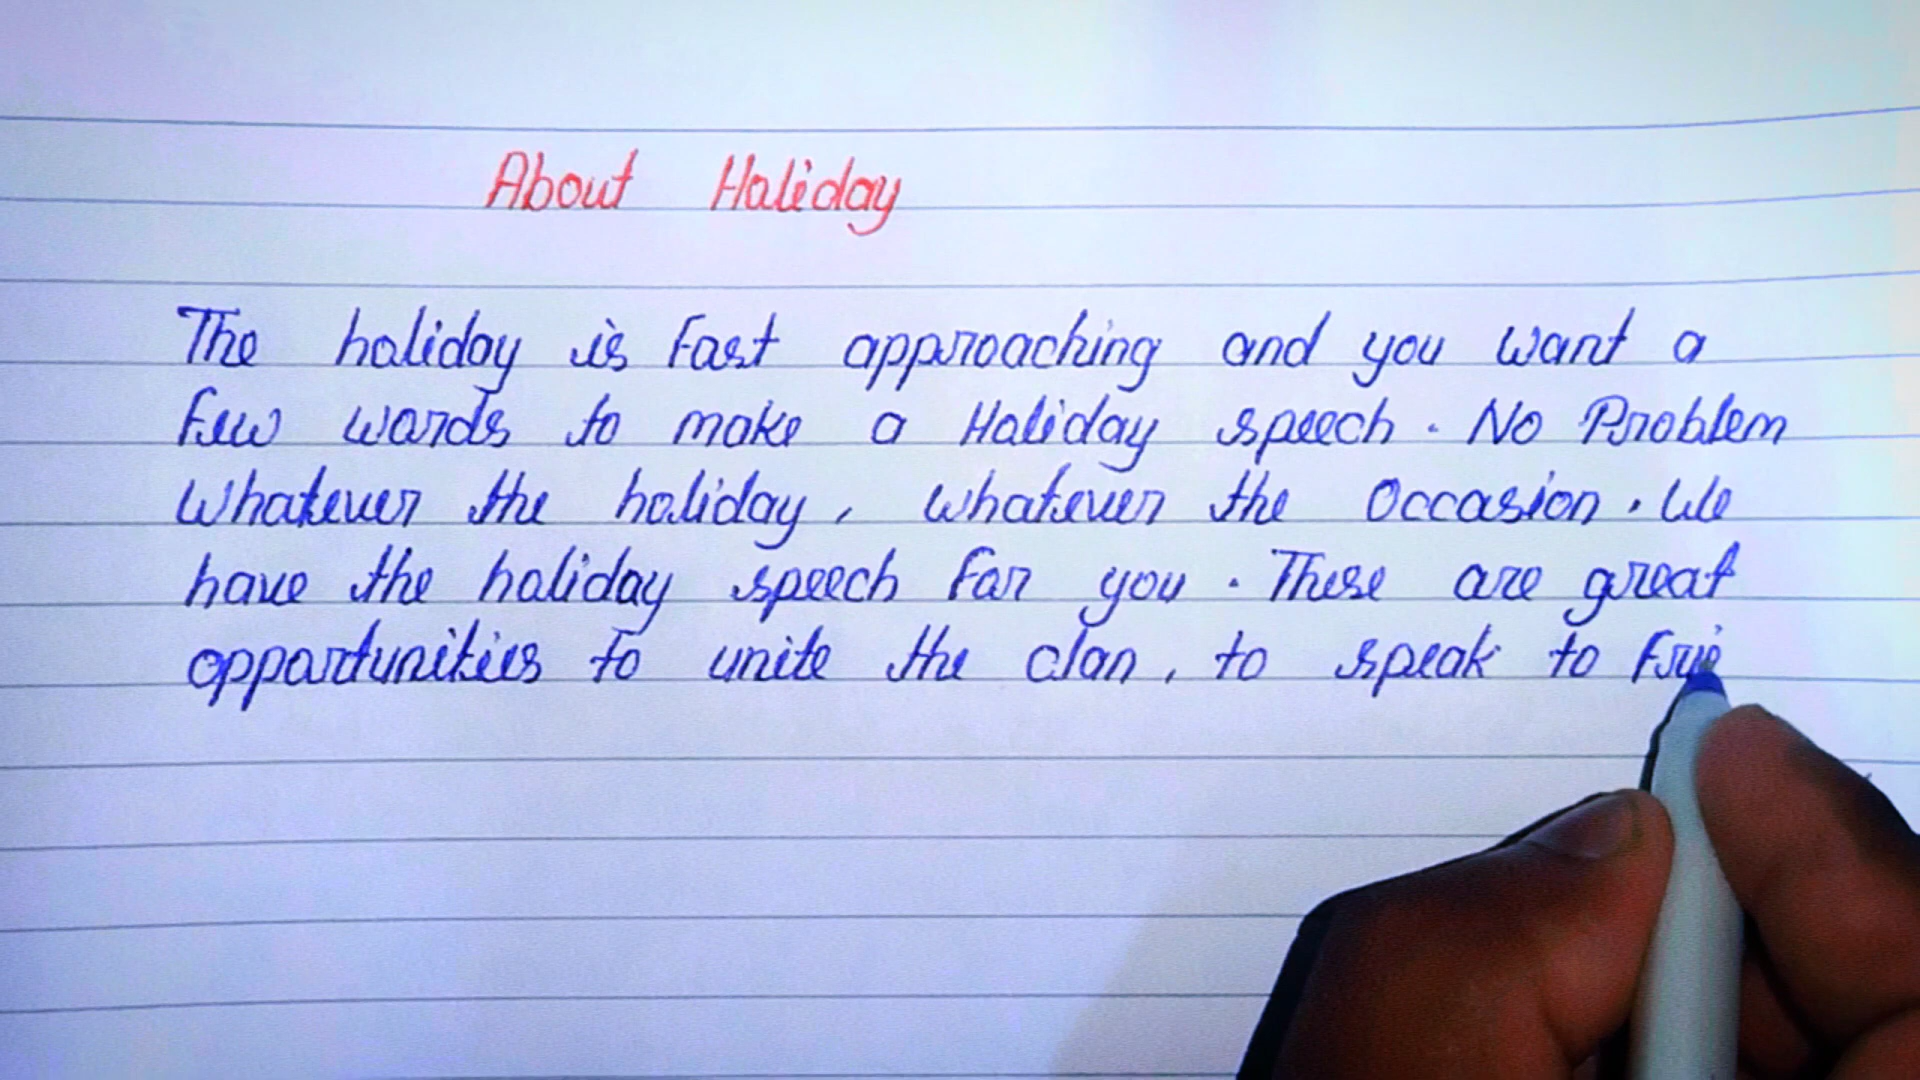 About Holiday
The holiday is Fast approaching and you want a
Few words to make a Holiday speech. No Problem
Whatever the holiday, Whatever the Occasion. We
have the holiday speech For you. These are great
opportunities to unite the clan, to speak to Frie